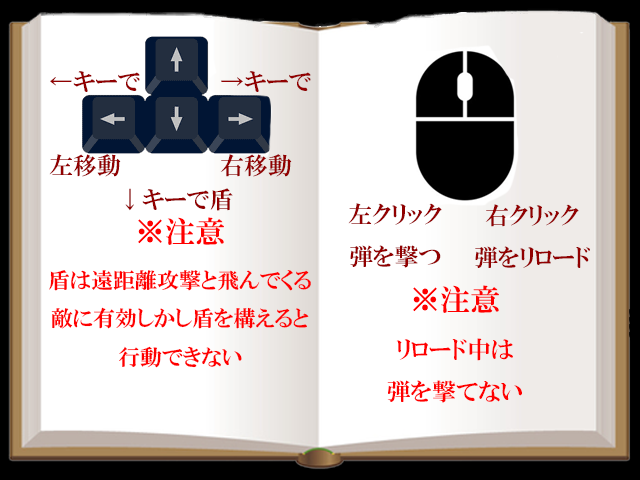 ←キーで
→キーで
左移動
右移動
↓キーで盾
※注意
盾は遠距離攻撃と飛んでくる
敵に有効しかし盾を構えると
行動できない
左クリック
右クリック
弾を撃つ
弾をリロード
※注意
リロード中は
弾を撃てない